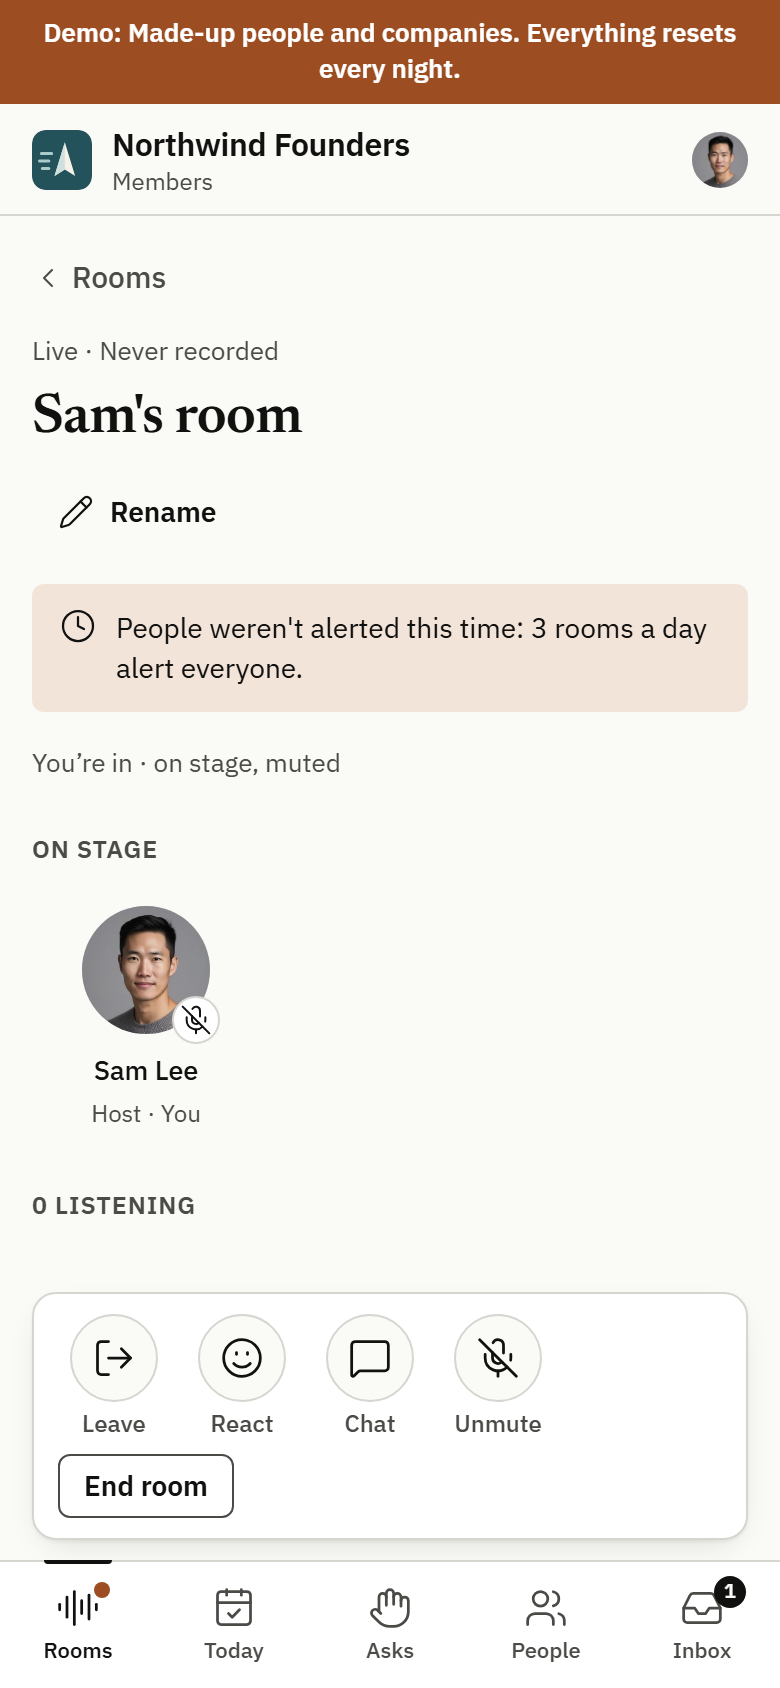 Demo: Made-up people and companies. Everything resets
every night.
Northwind Founders
Members
Rooms
Live · Never recorded
Sam's room
Rename
People weren't alerted this time: 3 rooms a day
alert everyone.
You’re in · on stage, muted
ON STAGE
Sam Lee
Host · You
0 LISTENING
Leave
React
Chat
Unmute
End room
Rooms
Today
Asks
People
1
Inbox